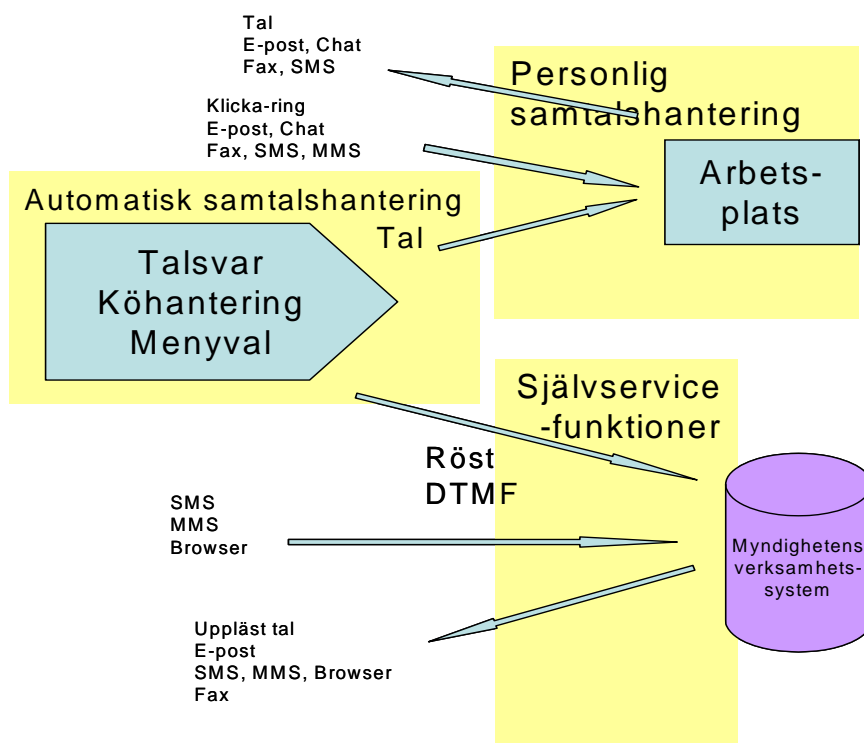 Tal
E-post, Chat
Fax, SMS
Personlig
samtalshantering
Klicka-ring
E-post, Chat
Fax, SMS, MMS
Arbets-
plats
Automatisk samtalshantering
Tal
Talsvar
Köhantering
Menyval
Självservice
-funktioner
Röst
DTMF
SMS
MMS
Browser
Myndighetens
verksamhets-
system
Uppläst tal
E-post
SMS, MMS, Browser
Fax